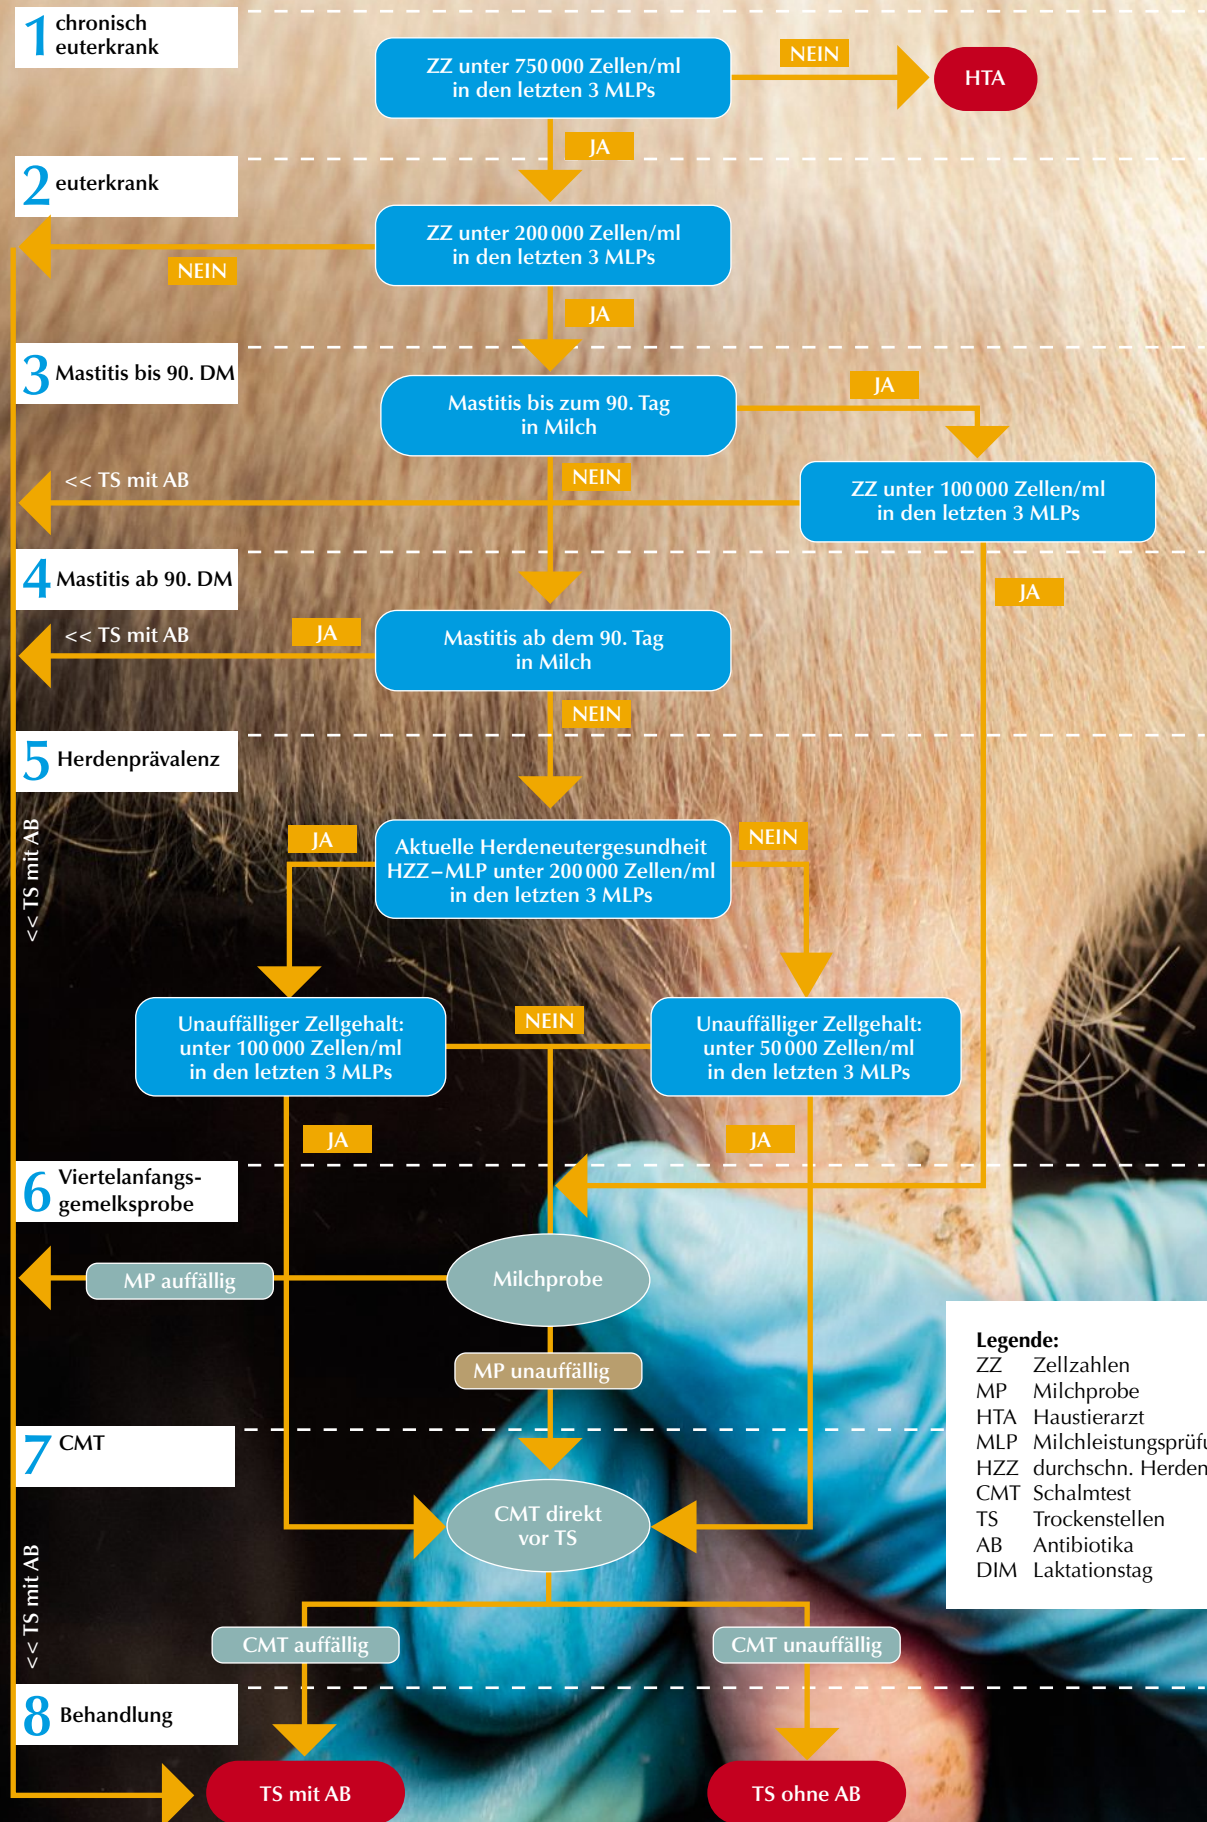 1 chronisch
euterkrank
ZZ unter 750 000 Zellen/ml
in den letzten 3 MLPs
NEIN
HTA
JA
2 euterkrank
ZZ unter 200 000 Zellen/ml
in den letzten 3 MLPs
NEIN
JA
3 Mastitis bis 90. DM
Mastitis bis zum 90. Tag
in Milch
JA
<< TS mit AB
NEIN
ZZ unter 100 000 Zellen/ml
in den letzten 3 MLPs
4 Mastitis ab 90. DM
JA
<< TS mit AB
JA
Mastitis ab dem 90. Tag
in Milch
NEIN
5 Herdenprävalenz
<< TS mit AB
JA
Aktuelle Herdeneutergesundheit
HZZ–MLP unter 200 000 Zellen/ml
in den letzten 3 MLPs
NEIN
Unauffälliger Zellgehalt:
unter 100 000 Zellen/ml
in den letzten 3 MLPs
NEIN
Unauffälliger Zellgehalt:
unter 50 000 Zellen/ml
in den letzten 3 MLPs
JA
JA
6 Viertelanfangs-
gemelksprobe
MP auffällig
Milchprobe
MP unauffällig
Legende:
ZZ Zellzahlen
MP Milchprobe
HTA Haustierarzt
MLP
HZZ durchschn.
CMT Schalmtest
TS Trockenstellen
AB Antibiotika
DIM Laktationstag
7 CMT
CMT direkt
vor TS
<< TS mit AB
CMT auffällig
CMT unauffällig
8 Behandlung
TS mit AB
TS ohne AB